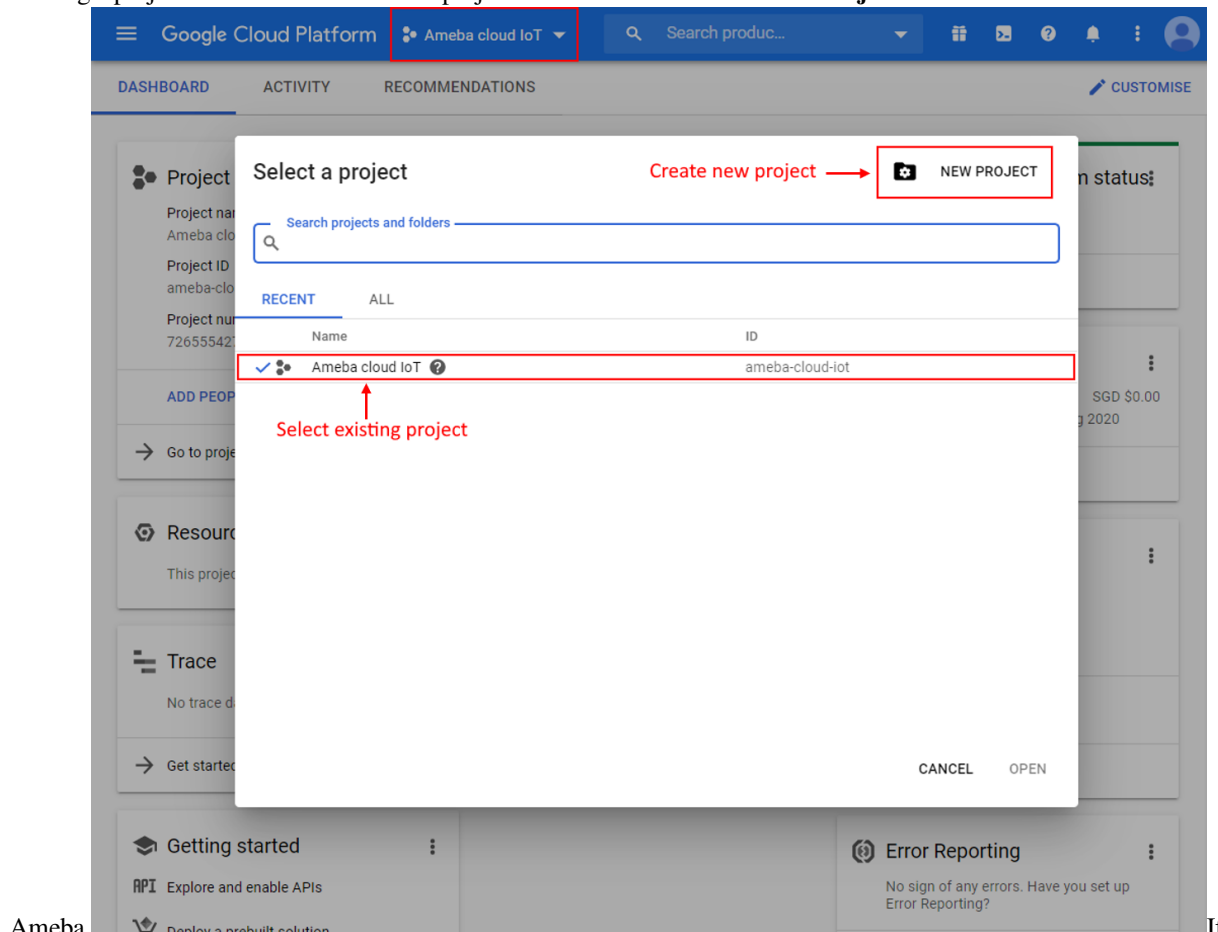 Google Cloud Platform Ameba cloud IoT Search produc...
DASHBOARD ACTIVITY RECOMMENDATIONS CUSTOMISE
Select a project Create new project NEW PROJECT
Project
Project nar
Ameba clo
Project ID
ameba-clo
Project nur
72655542
ADD PEOP
Go to proje
Search projects and folders
RECENT ALL
Name ID
Ameba cloud IoT ameba-cloud-iot
Select existing project
n status
SGD $0.00
g 2020
Resourc
This projec
Trace
No trace d
Get started
CANCEL OPEN
Getting started
API Explore and enable APIs
Deploy a prebuilt solution
Error Reporting
No sign of any errors. Have you set up
Error Reporting?
Ameba